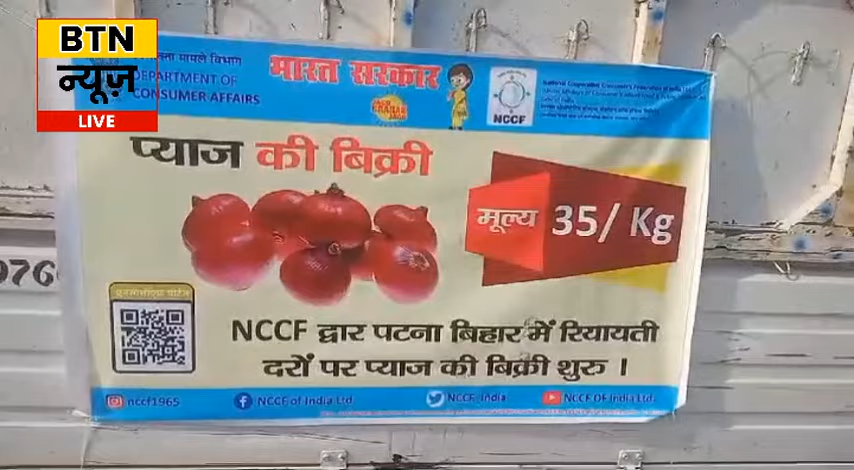 BTN
न्यूज़
LIVE
मामले विभाग
DEPARTMENT OF
CONSUMER AFFAIRS
भारत सरकार
NCCF
प्याज की बिक्री
मूल्य 35/ Kg
NCCF द्वार पटना बिहार में रियायती
दरों पर प्याज की बिक्री शुरु ।
nccf1965
NCCF of India Ltd
NCCF_India
NCCF OF India Ltd.